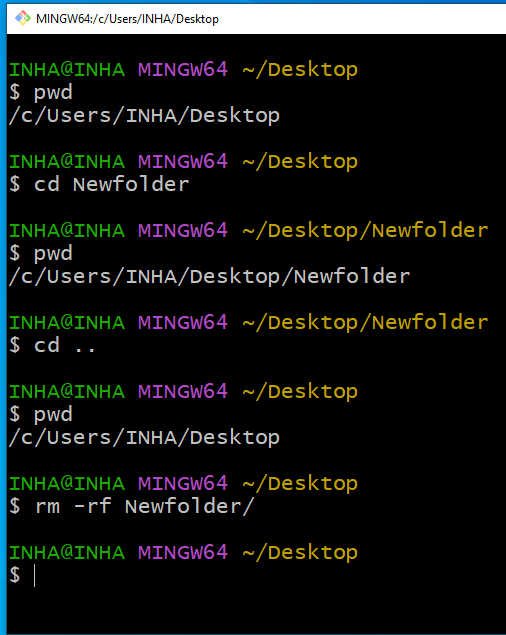 MINGW64:/c/Users/INHA/Desktop
INHA@INHA MINGW64 ~/Desktop
$ pwd
/c/Users/INHA/Desktop
INHA@INHA MINGW64 ~/Desktop
$ cd Newfolder
INHA@INHA MINGW64 ~/Desktop/Newfolder
$ pwd
/c/Users/INHA/Desktop/Newfolder
INHA@INHA MINGW64 ~/Desktop/Newfolder
$ cd ..
INHA@INHA MINGW64 ~/Desktop
$ pwd
/c/Users/INHA/Desktop
INHA@INHA MINGW64 ~/Desktop
$ rm -rf Newfolder/
INHA@INHA MINGW64 ~/Desktop
$